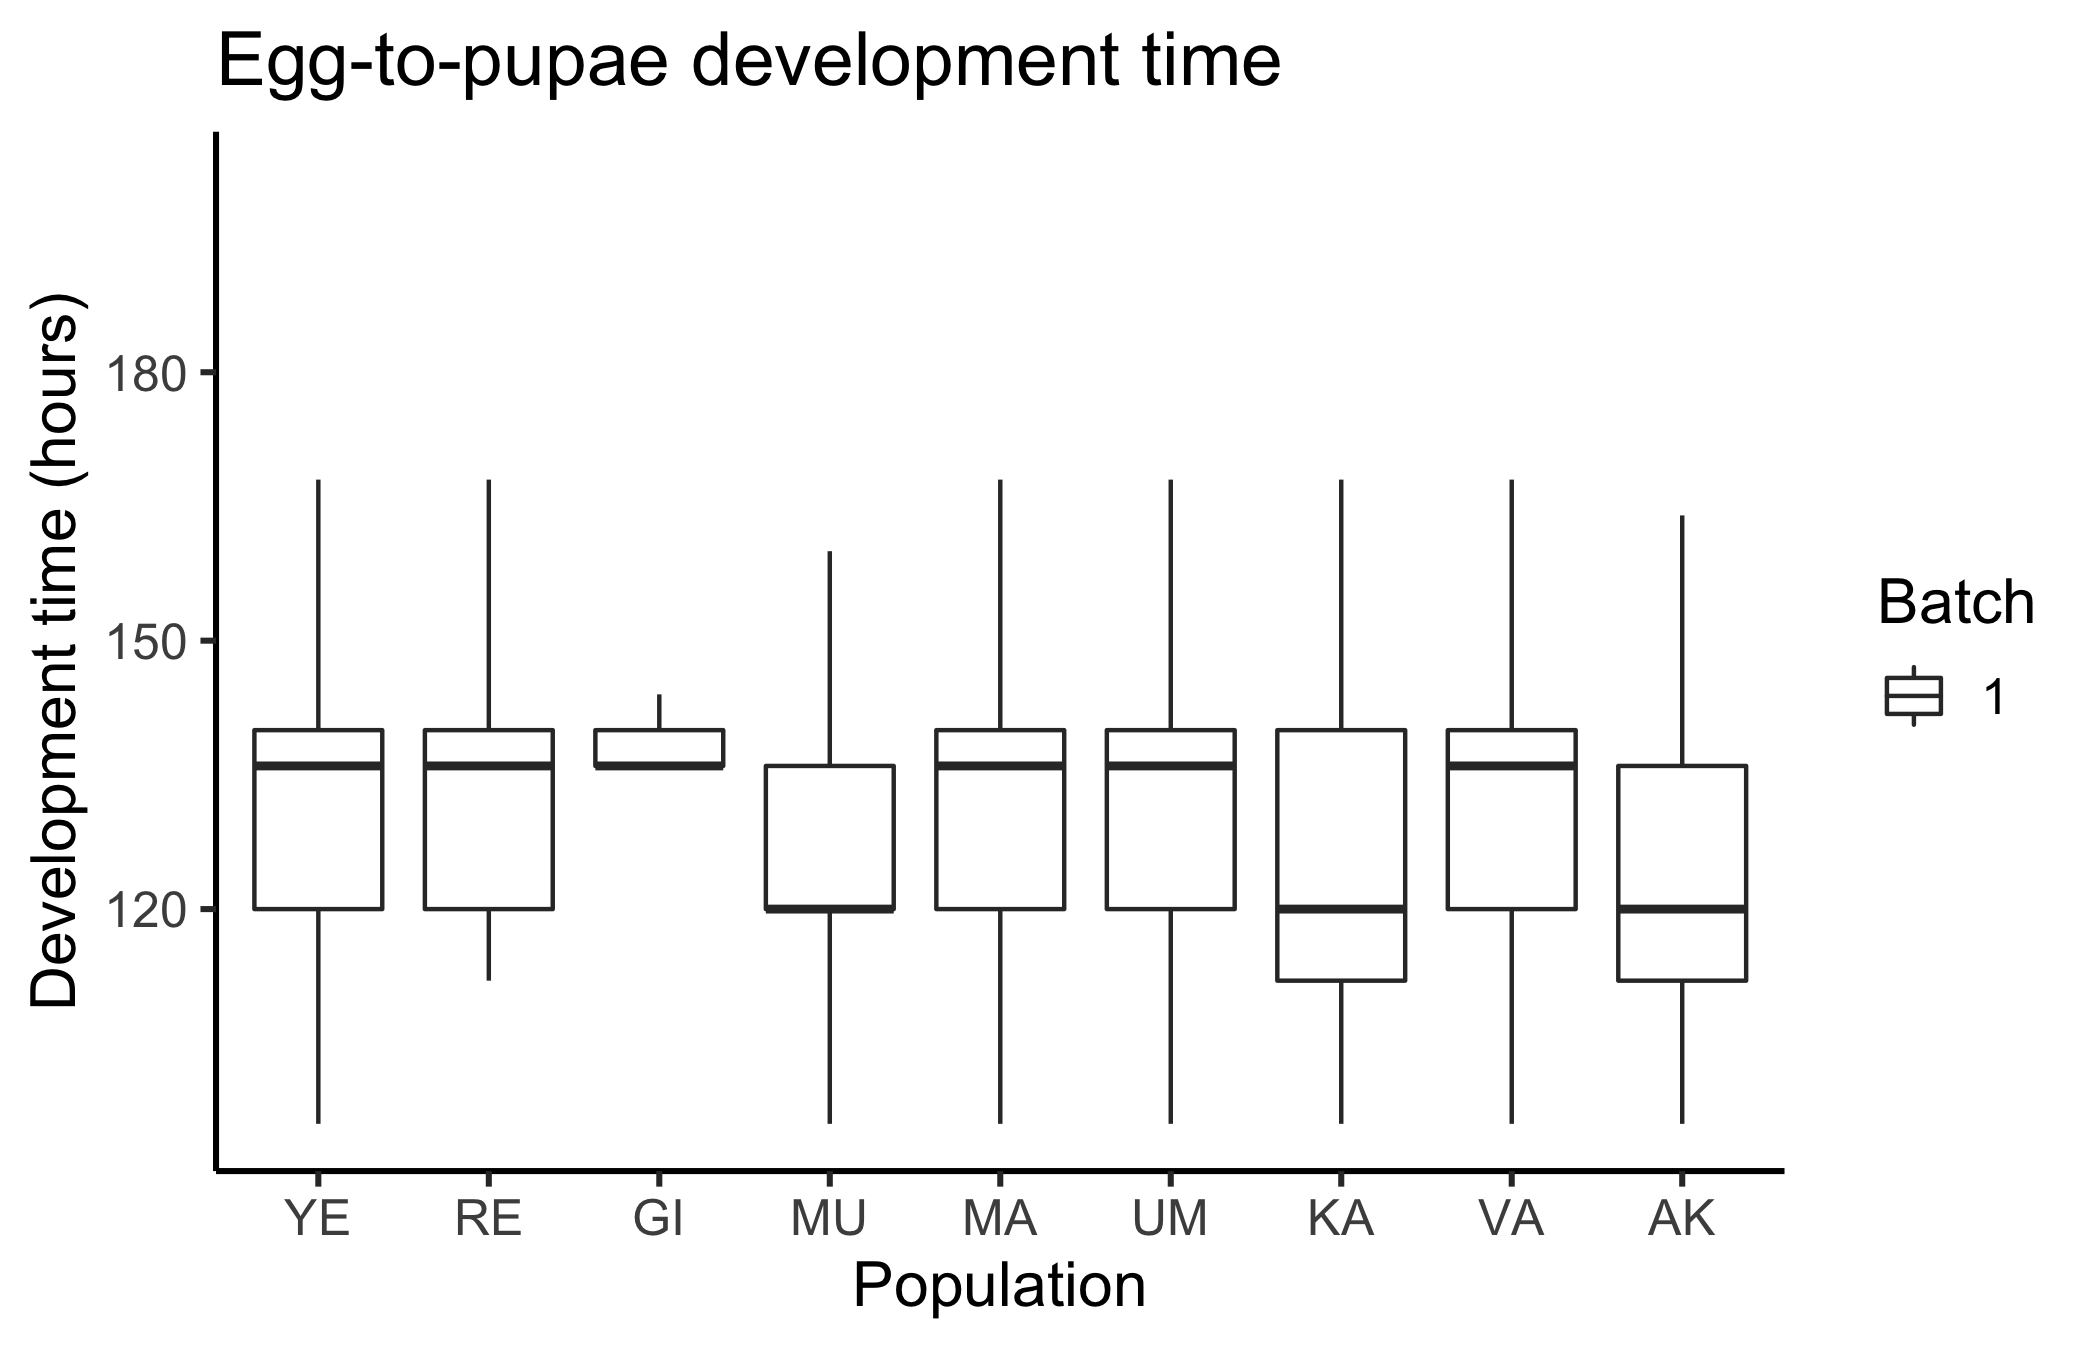 Egg-to-pupae development time
Development time (hours)
180
150
120
YE RE GI MU MA UM KA VA AK
Population
Batch
1